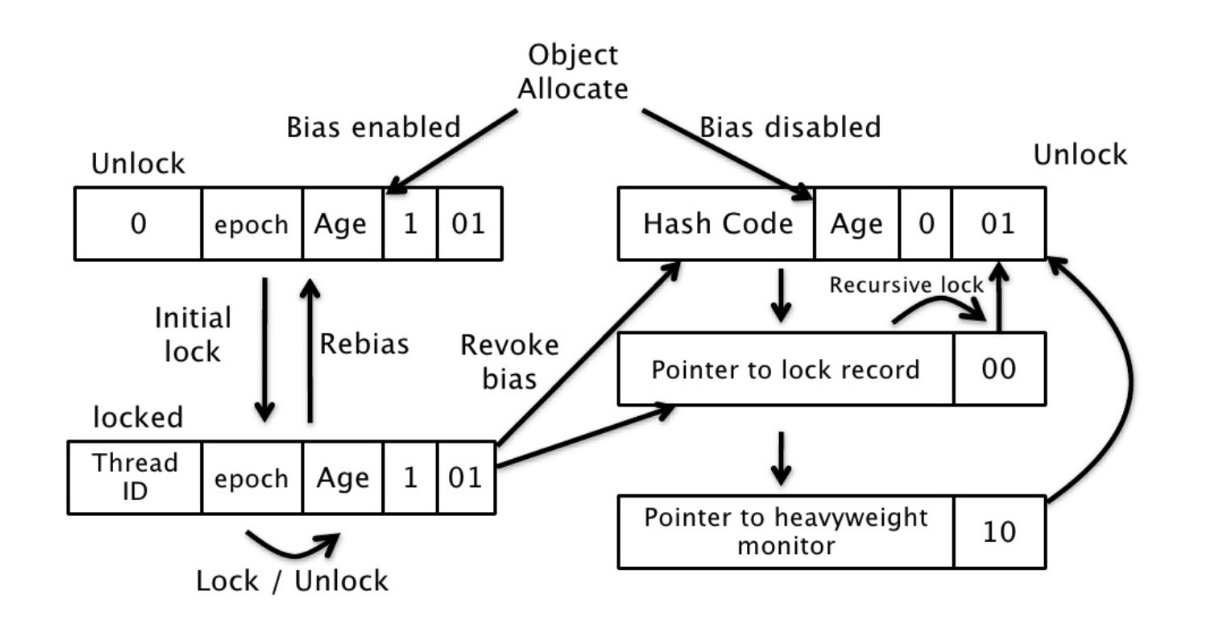 Object
Allocate
Bias enabled
Bias disabled
Unlock
Unlock
0 epoch Age 1 01
Hash Code Age 0 01
Initial
lock
Rebias
Revoke
bias
Recursive lock
Pointer to lock record 00
locked
Thread
ID epoch Age 1 01
Pointer to heavyweight
monitor 10
Lock / Unlock